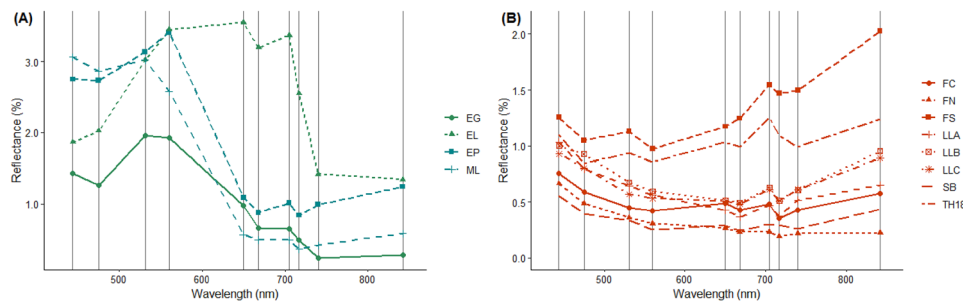 (A)
Reflectance (%)
3.0
2.0
1.0
500
600
700
800
Wavelength (nm)
EG
EL
EP
ML
(B)
Reflectance (%)
2.0
1.5
1.0
0.5
0.0
500
600
700
800
Wavelength (nm)
FC
FN
FS
LLA
LLB
LLC
SB
TH18